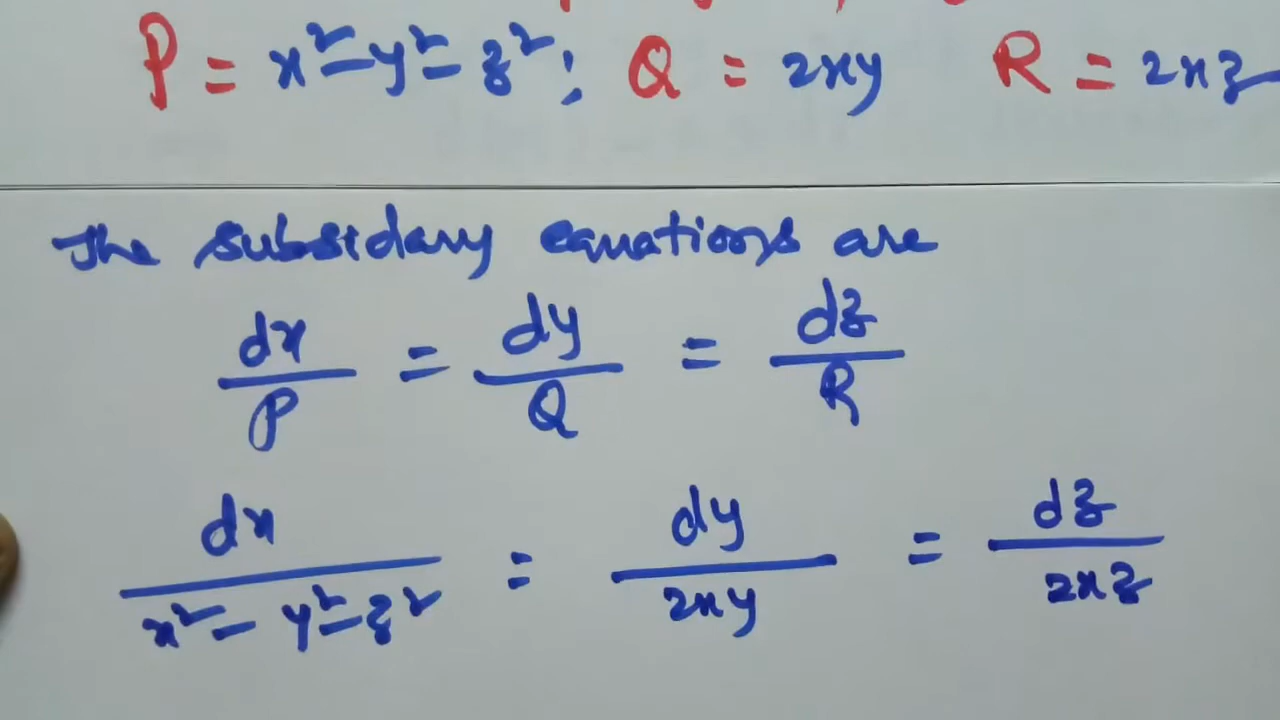 P = x² - y² - z² ; Q = 2xy R = 2xz
The subsidary equations are
dx/P = dy/Q = dz/R
dx/(x² - y² - z²) = dy/2xy = dz/2xz